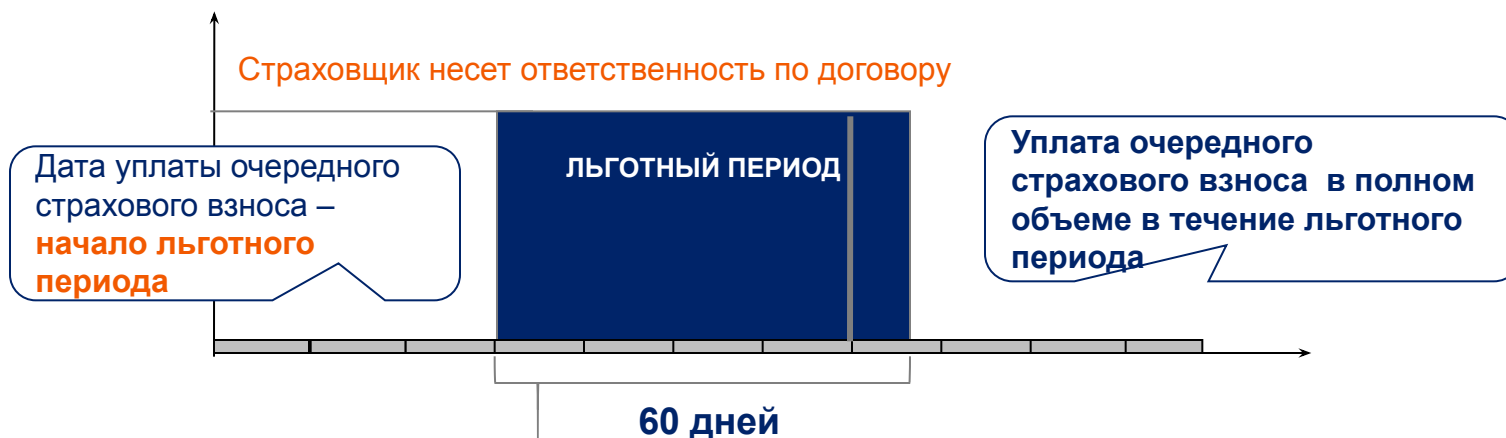 Страховщик несет ответственность по договору
Дата уплаты очередного
страхового взноса –
начало льготного
периода
ЛЬГОТНЫЙ ПЕРИОД
Уплата очередного
страхового взноса в полном
объеме в течение льготного
периода
60 дней